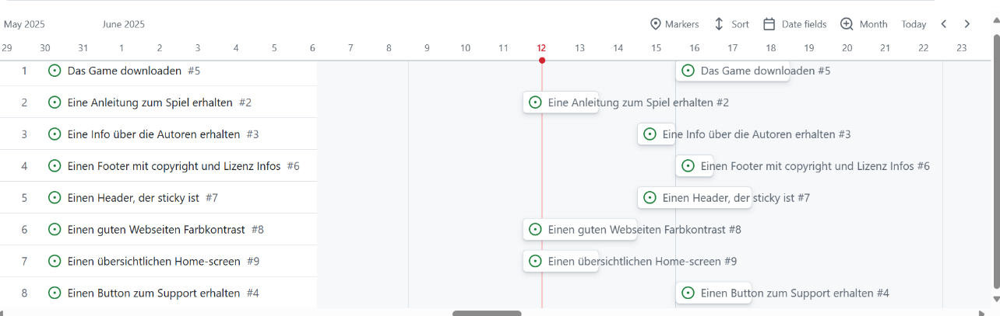 May 2025 June 2025 Markers Sort Date fields Month Today
29 30 31 1 2 3 4 5 6 7 8 9 10 11 12 13 14 15 16 17 18 19 20 21 22 23
1 Das Game downloaden #5 Das Game downloaden #5
2 Eine Anleitung zum Spiel erhalten #2 Eine Anleitung zum Spiel erhalten #2
3 Eine Info über die Autoren erhalten #3 Eine Info über die Autoren erhalten #3
4 Einen Footer mit copyright und Lizenz Infos #6 Einen Footer mit copyright und Lizenz Infos #6
5 Einen Header, der sticky ist #7 Einen Header, der sticky ist #7
6 Einen guten Webseiten Farbkontrast #8 Einen guten Webseiten Farbkontrast #8
7 Einen übersichtlichen Home-screen #9 Einen übersichtlichen Home-screen #9
8 Einen Button zum Support erhalten #4 Einen Button zum Support erhalten #4